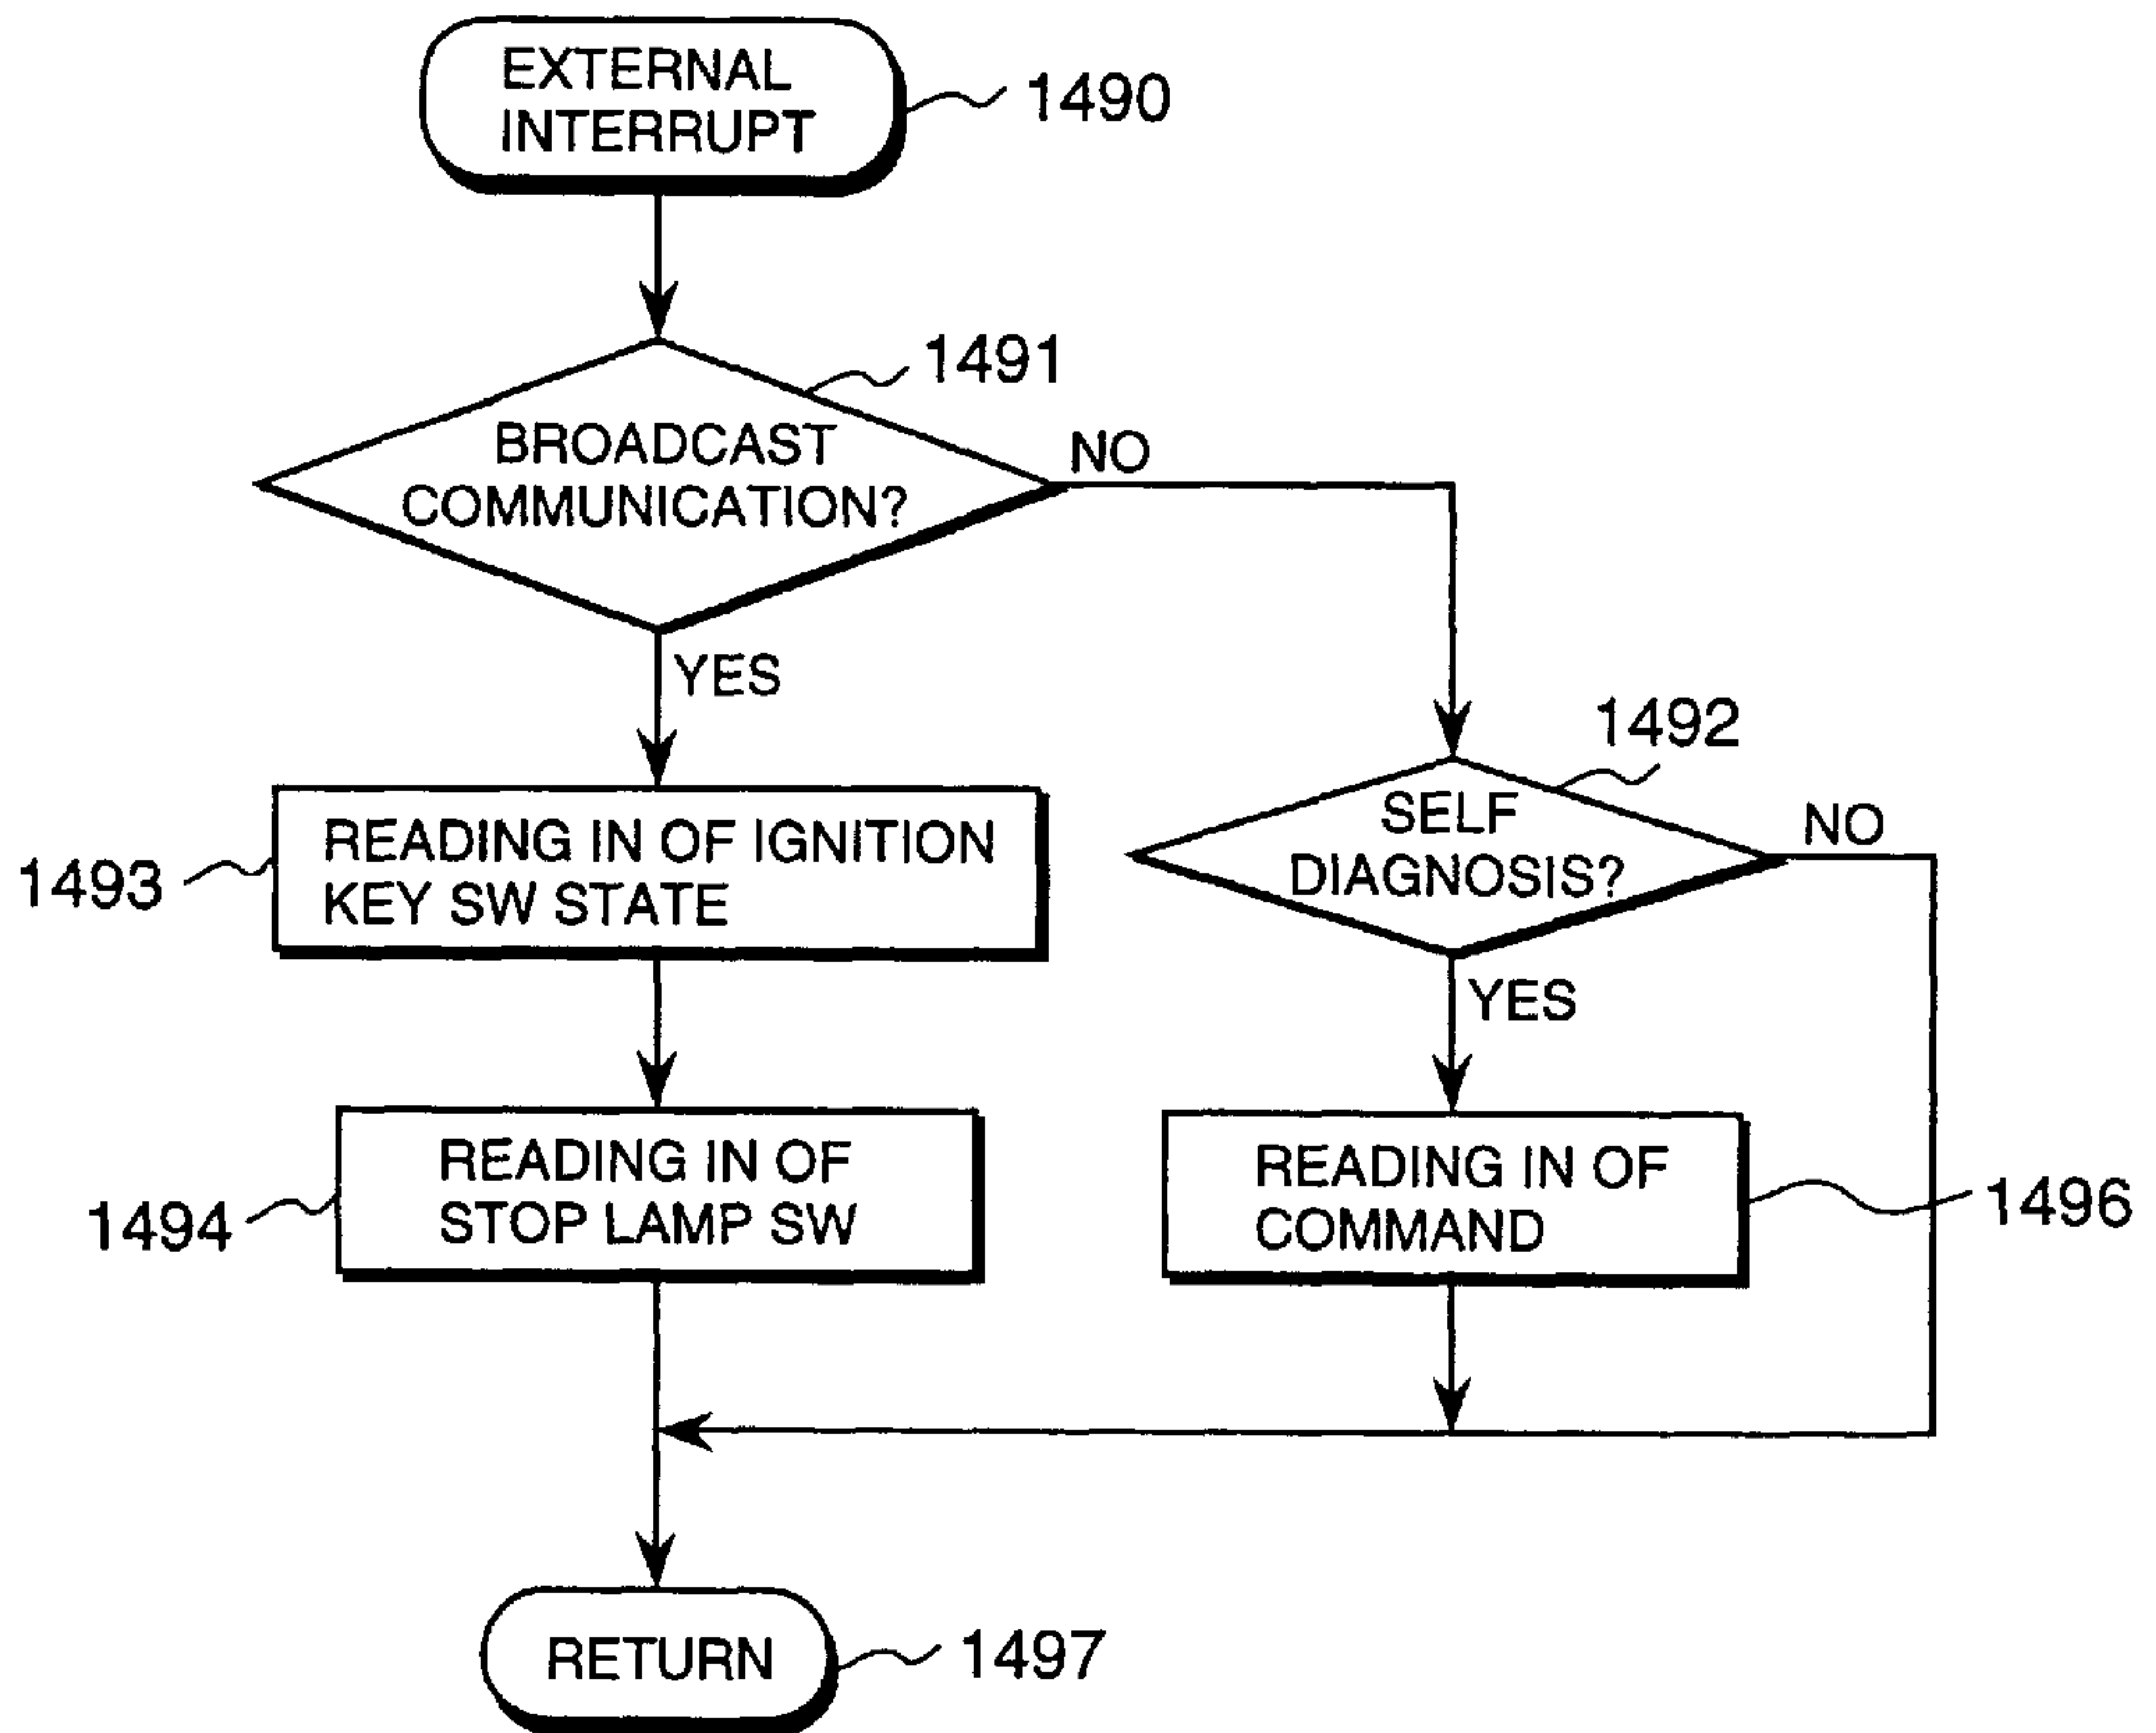 EXTERNAL
INTERRUPT
1490
1491
BROADCAST
COMMUNICATION?
NO
YES
1492
SELF
DIAGNOSIS?
NO
YES
1493
READING IN OF IGNITION
KEY SW STATE
1494
READING IN OF
STOP LAMP SW
READING IN OF
COMMAND
1496
RETURN
1497